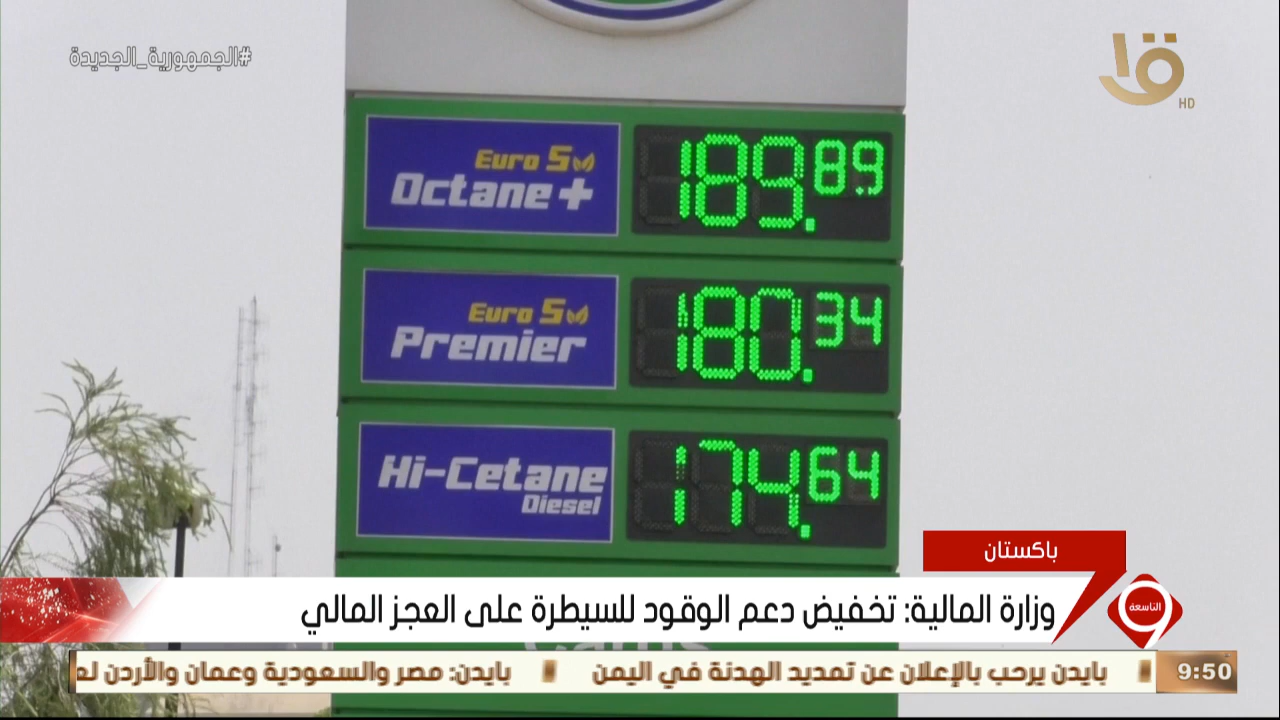 #الجمهورية_الجديدة
HD
Euro 5
Octane +
189.89
Euro 5
Premier
180.34
Hi-Cetane
Diesel
174.64
باكستان
التاسعة
9
وزارة المالية: تخفيض دعم الوقود للسيطرة على العجز المالي
9:50
بايدن يرحب بالإعلان عن تمديد الهدنة في اليمن
بايدن: مصر والسعودية وعمان والأردن